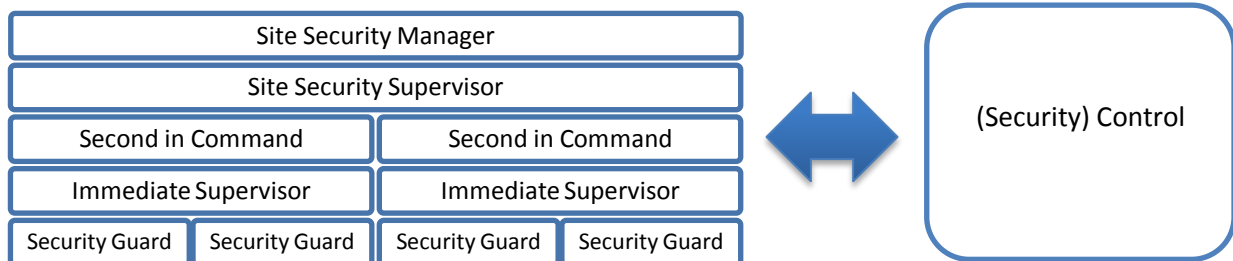 Site Security Manager
Site Security Supervisor
Second in Command Second in Command
Immediate Supervisor Immediate Supervisor
Security Guard Security Guard Security Guard Security Guard
(Security) Control